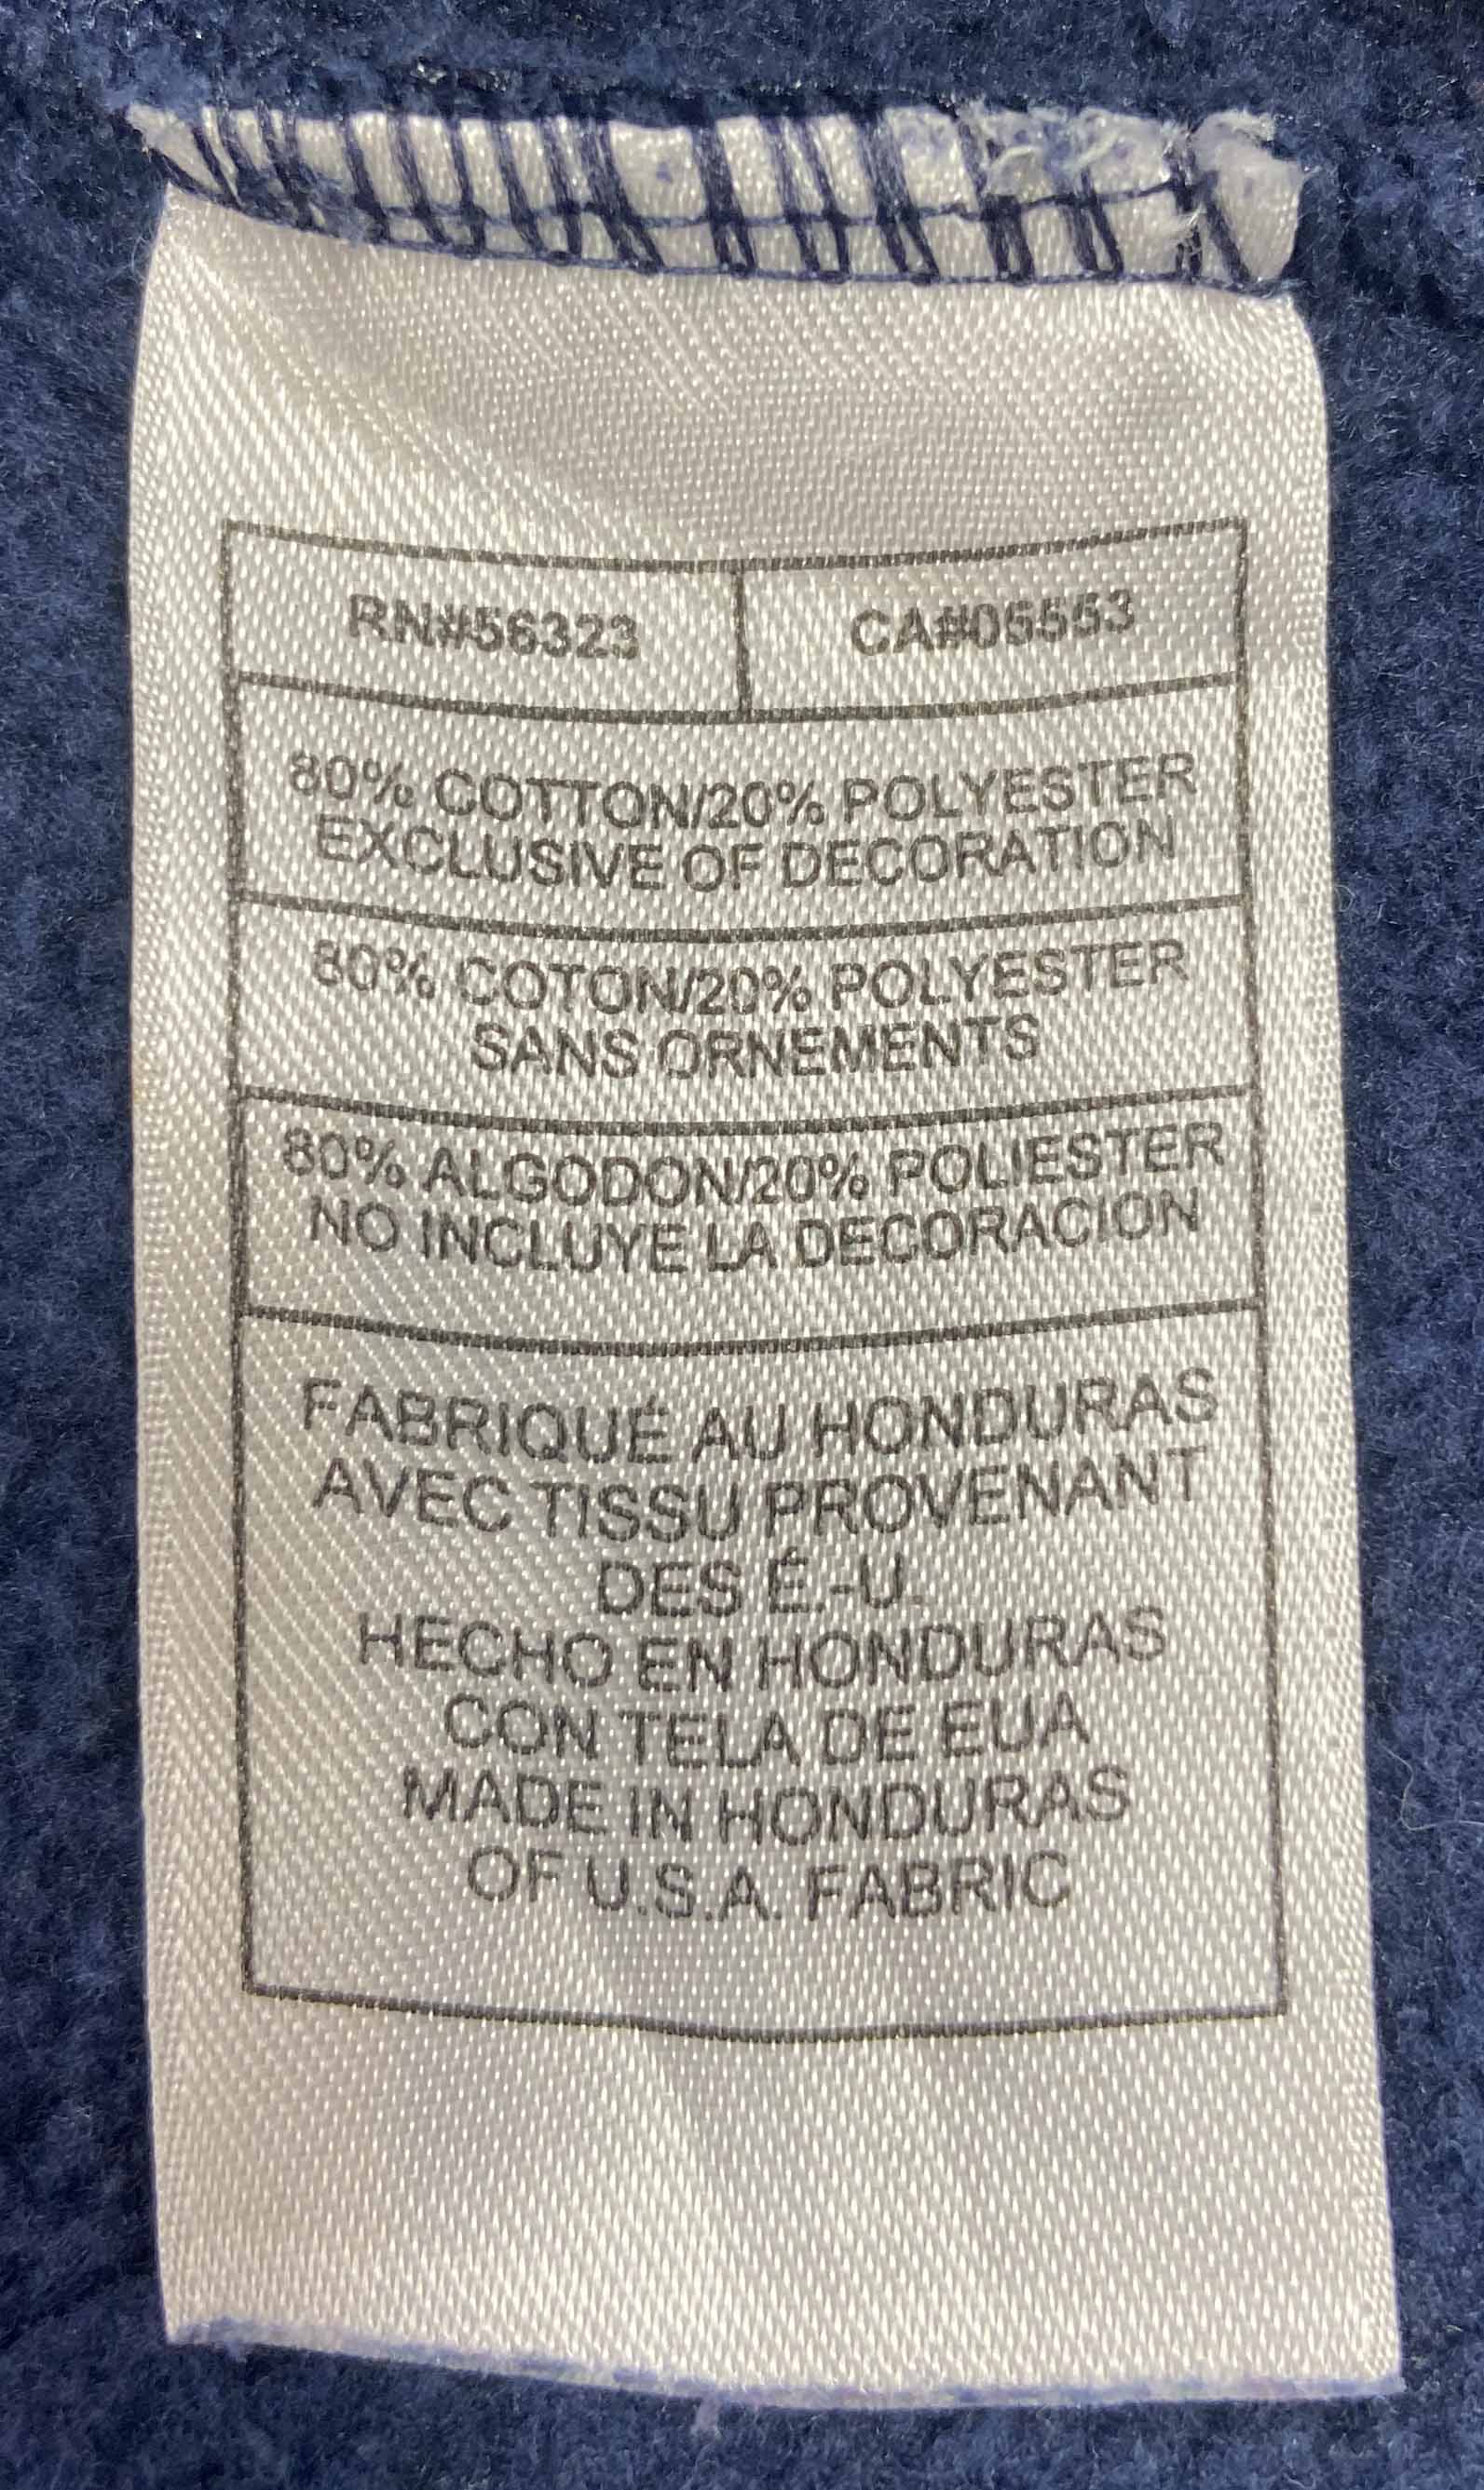 RN#56323 CA#05553
80% COTTON/20% POLYESTER
EXCLUSIVE OF DECORATION
80% COTON/20% POLYESTER
SANS ORNEMENTS
80% ALGODON/20% POLIESTER
NO INCLUYE LA DECORACION
FABRIQUÉ AU HONDURAS
AVEC TISSU PROVENANT
DES É.-U.
HECHO EN HONDURAS
CON TELA DE EUA
MADE IN HONDURAS
OF U.S.A. FABRIC